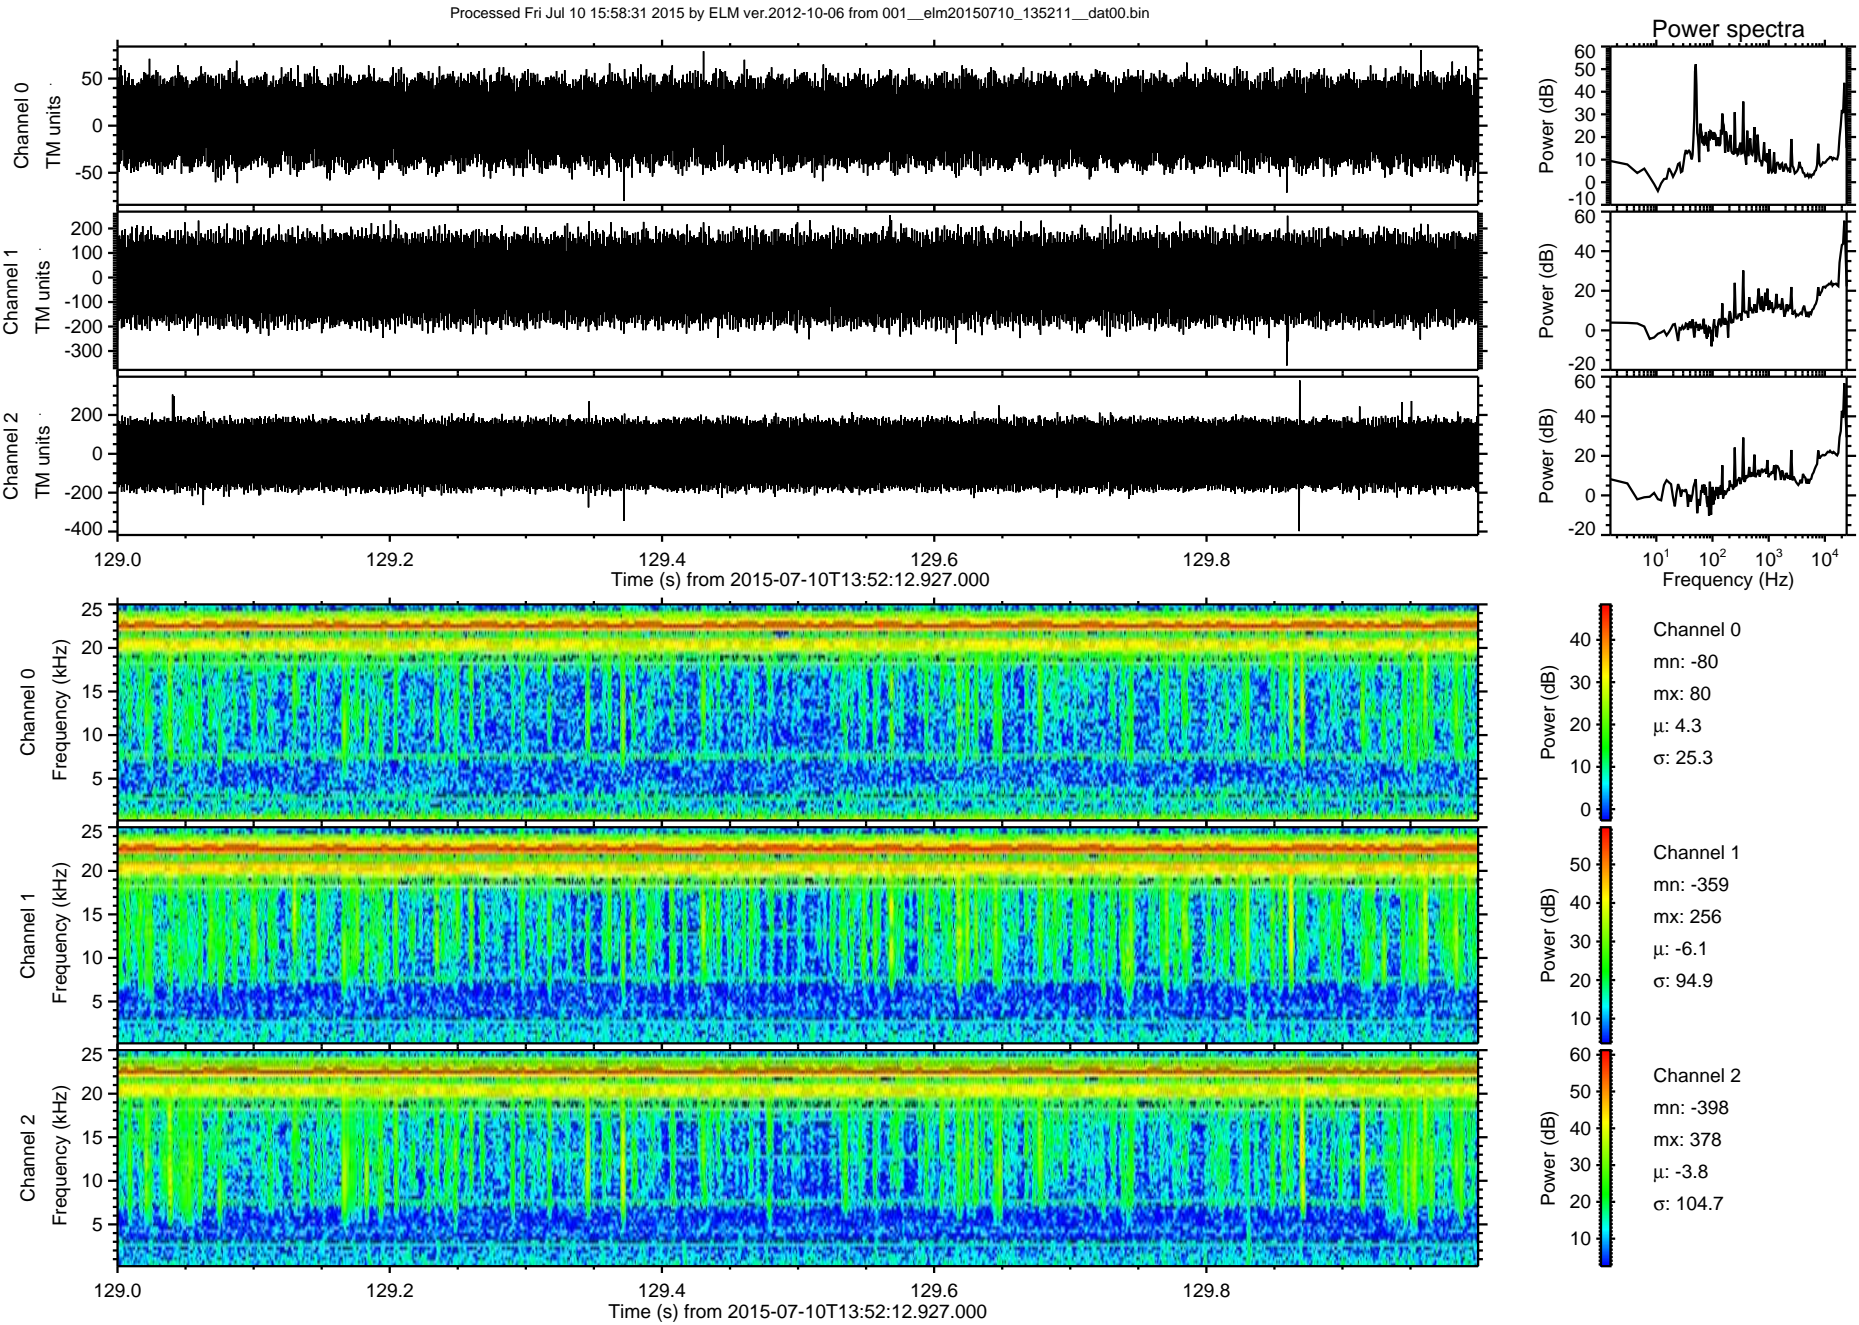 Processed Fri Jul 10 15:58:31 2015 by ELM ver.2012-10-06 from 001__elm20150710_135211__dat00.bin
Power spectra
Channel 0
TM units
50
0
-50
Power (dB)
60
50
40
30
20
10
0
-10
Channel 1
TM units
200
100
0
-100
-200
-300
Power (dB)
60
40
20
0
-20
Channel 2
TM units
200
0
-200
-400
Power (dB)
60
40
20
0
-20
129.0 129.2 129.4 129.6 129.8
Time (s) from 2015-07-10T13:52:12.927.000
10^1 10^2 10^3 10^4
Frequency (Hz)
Channel 0
Frequency (kHz)
25
20
15
10
5
Power (dB)
40
30
20
10
0
Channel 0
mn: -80
mx: 80
μ: 4.3
σ: 25.3
Channel 1
Frequency (kHz)
25
20
15
10
5
Power (dB)
50
40
30
20
10
Channel 1
mn: -359
mx: 256
μ: -6.1
σ: 94.9
Channel 2
Frequency (kHz)
25
20
15
10
5
Power (dB)
60
50
40
30
20
10
Channel 2
mn: -398
mx: 378
μ: -3.8
σ: 104.7
129.0 129.2 129.4 129.6 129.8
Time (s) from 2015-07-10T13:52:12.927.000